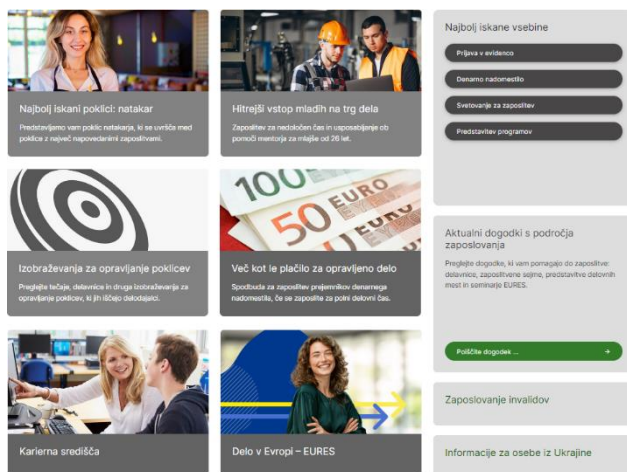 Najbolj iskani poklici: natakar
Predstavljamo vam poklic natakarja, ki se uvršča med
poklice z največ napovedanimi zaposlitvami.
Hitrejši vstop mladih na trg dela
Zaposlitev za nedoločen čas in usposabljanje ob
pomoči mentorja za mlajše od 26 let.
Najbolj iskane vsebine
Prijava v evidenco
Denarno nadomestilo
Svetovanje za zaposlitev
Predstavitev programov
Izobraževanja za opravljanje poklicev
Preglejte tečaje, delavnice in druga izobraževanja za
opravljanje poklicev, ki jih iščejo delodajalci.
100
50 EURO
EURO
Več kot le plačilo za opravljeno delo
Spodbuda za zaposlitev prejemnikov denarnega
nadomestila, če se zaposlite za polni delovni čas.
Aktualni dogodki s področja
zaposlovanja
Preglejte dogodke, ki vam pomagajo do zaposlitve:
delavnice, zaposlitvene sejme, predstavitve delovnih
mest in seminarje EURES.
Poiščite dogodek ...
Karierna središča
Delo v Evropi – EURES
Zaposlovanje invalidov
Informacije za osebe iz Ukrajine